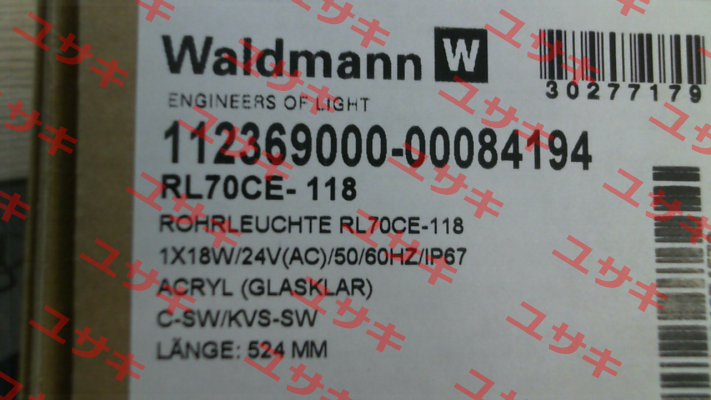 Waldmann W
30277179
ENGINEERS OF LIGHT
112369000-00084194
RL70CE- 118
ROHRLEUCHTE RL70CE-118
1X18W/24V(AC)/50/60HZ/IP67
ACRYL (GLASKLAR)
C-SW/KVS-SW
LÄNGE: 524 MM
ユサキ